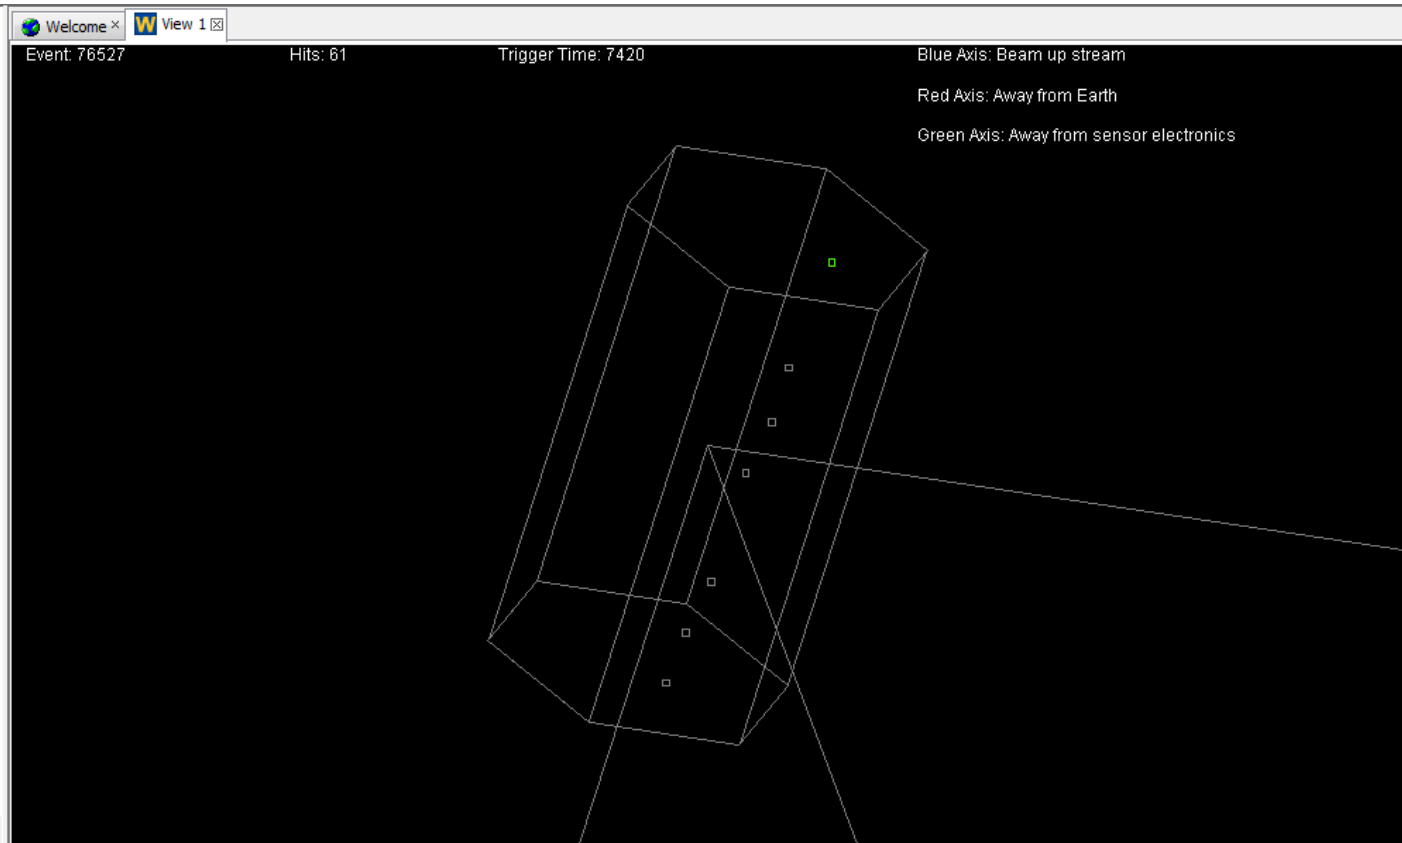 Welcome
W View 1
Event: 76527 Hits: 61 Trigger Time: 7420 Blue Axis: Beam up stream
Red Axis: Away from Earth
Green Axis: Away from sensor electronics